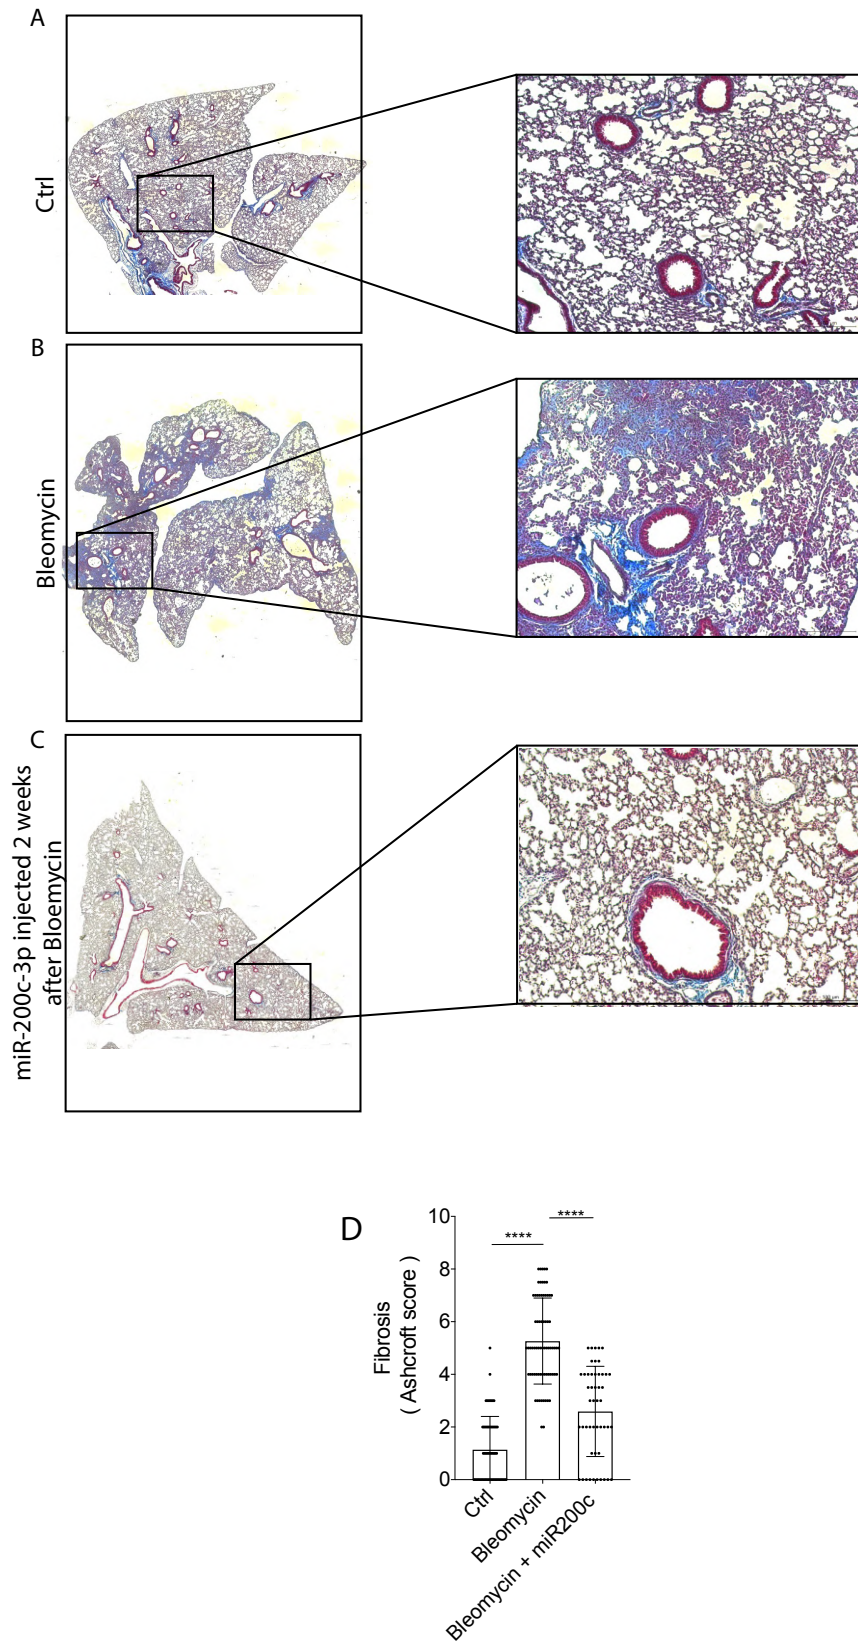 A
Ctrl
B
Bleomycin
C
miR-200c-3p injected 2 weeks
after Bloemycin
D
****
****
10
8
6
4
2
0
Fibrosis
( Ashcroft score )
Ctrl
Bleomycin
Bleomycin + miR200c